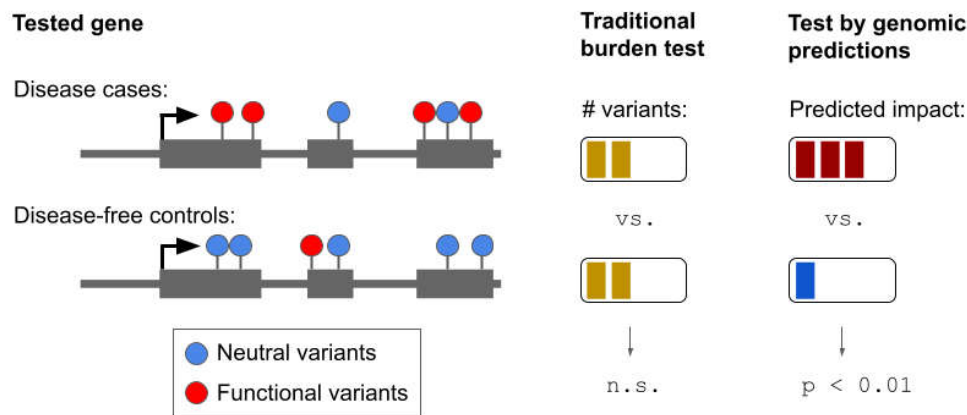 Tested gene
Traditional
burden test
Test by genomic
predictions
Disease cases:
# variants:
Predicted impact:
vs.
vs.
Disease-free controls:
Neutral variants
Functional variants
n.s.
p < 0.01